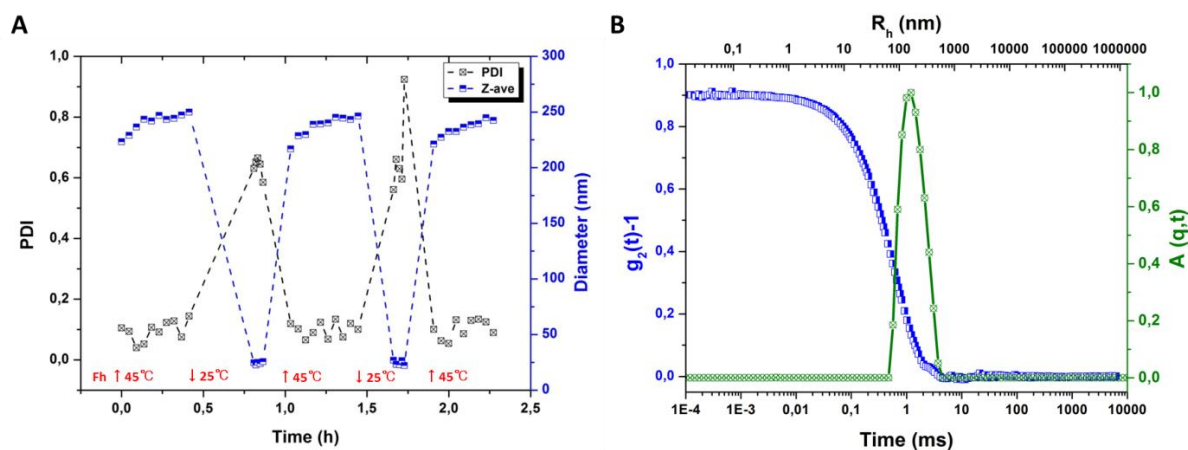 A
PDI
Z-ave
1,0
0,8
0,6
0,4
0,2
0,0
PDI
300
250
200
150
100
50
0
Diameter (nm)
Fh ↑ 45℃ ↓ 25℃ ↑ 45℃ ↓ 25℃ ↑ 45℃
0,0 0,5 1,0 1,5 2,0 2,5
Time (h)
B
Rh (nm)
0,1 1 10 100 1000 10000 1000000
1,0
0,8
0,6
0,4
0,2
0,0
g2(t)-1
1,0
0,8
0,6
0,4
0,2
0,0
A (q,t)
1E-4 1E-3 0,01 0,1 1 10 100 1000 10000
Time (ms)